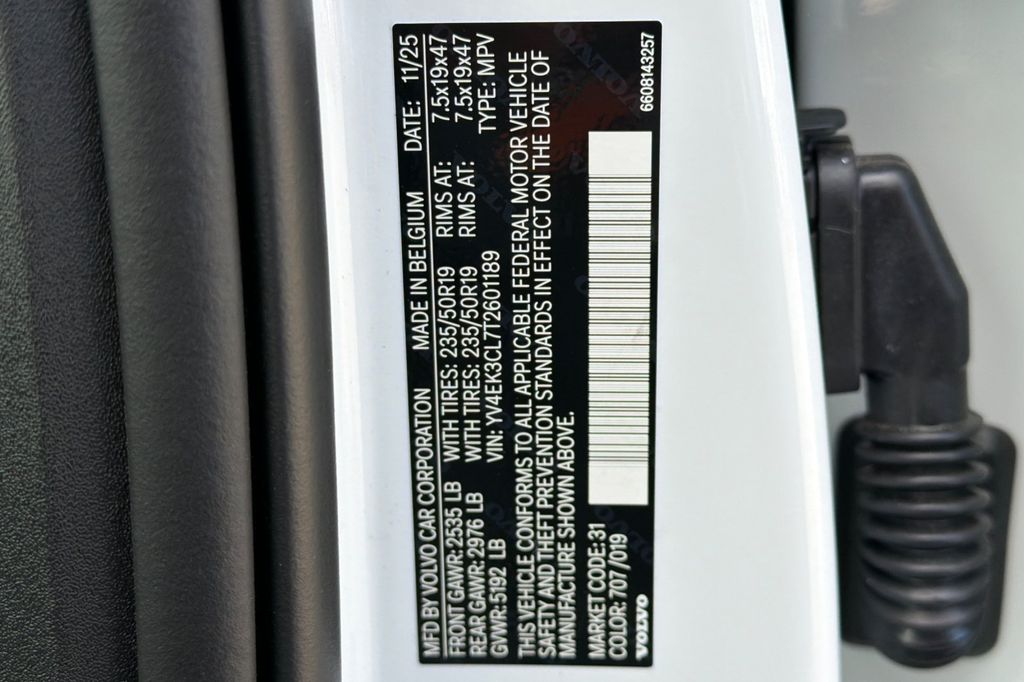 MFD BY VOLVO CAR CORPORATION MADE IN BELGIUM DATE: 11/25
FRONT GAWR: 2535 LB WITH TIRES: 235/50R19 RIMS AT: 7.5x19x47
REAR GAWR: 2976 LB WITH TIRES: 235/50R19 RIMS AT: 7.5x19x47
GVWR: 5192 LB VIN: YV4EK3CL7T2601189 TYPE: MPV
THIS VEHICLE CONFORMS TO ALL APPLICABLE FEDERAL MOTOR VEHICLE
SAFETY AND THEFT PREVENTION STANDARDS IN EFFECT ON THE DATE OF
MANUFACTURE SHOWN ABOVE.
MARKET CODE: 31
COLOR: 707/019
VOLVO
6608143257